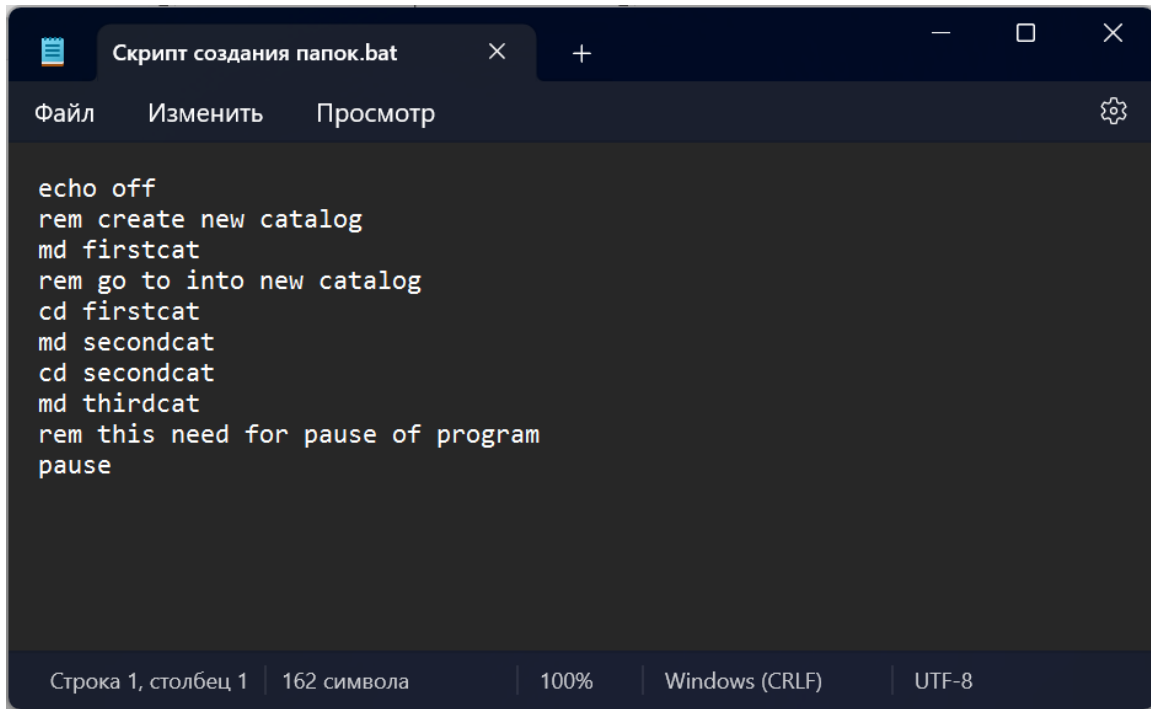 Скрипт создания папок.bat
Файл Изменить Просмотр
echo off
rem create new catalog
md firstcat
rem go to into new catalog
cd firstcat
md secondcat
cd secondcat
md thirdcat
rem this need for pause of program
pause
Строка 1, столбец 1 162 символа 100% Windows (CRLF) UTF-8